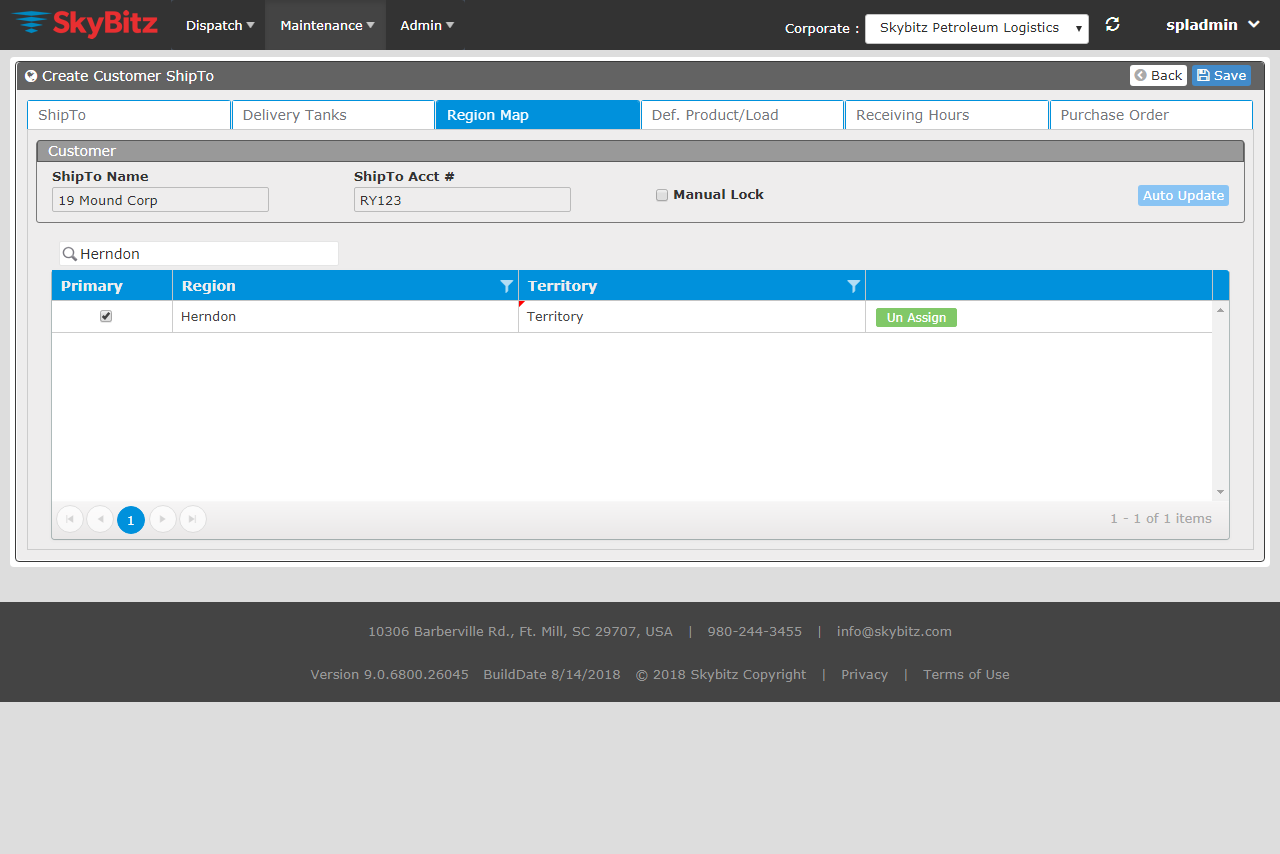 SkyBitz Dispatch Maintenance Admin Corporate : Skybitz Petroleum Logistics spladmin
Create Customer ShipTo Back Save
ShipTo Delivery Tanks Region Map Def. Product/Load Receiving Hours Purchase Order
Customer
ShipTo Name ShipTo Acct #
19 Mound Corp RY123 Manual Lock Auto Update
Herndon
Primary Region Territory
Herndon Territory Un Assign
1 1 - 1 of 1 items
10306 Barberville Rd., Ft. Mill, SC 29707, USA | 980-244-3455 | info@skybitz.com
Version 9.0.6800.26045 BuildDate 8/14/2018 © 2018 Skybitz Copyright | Privacy | Terms of Use